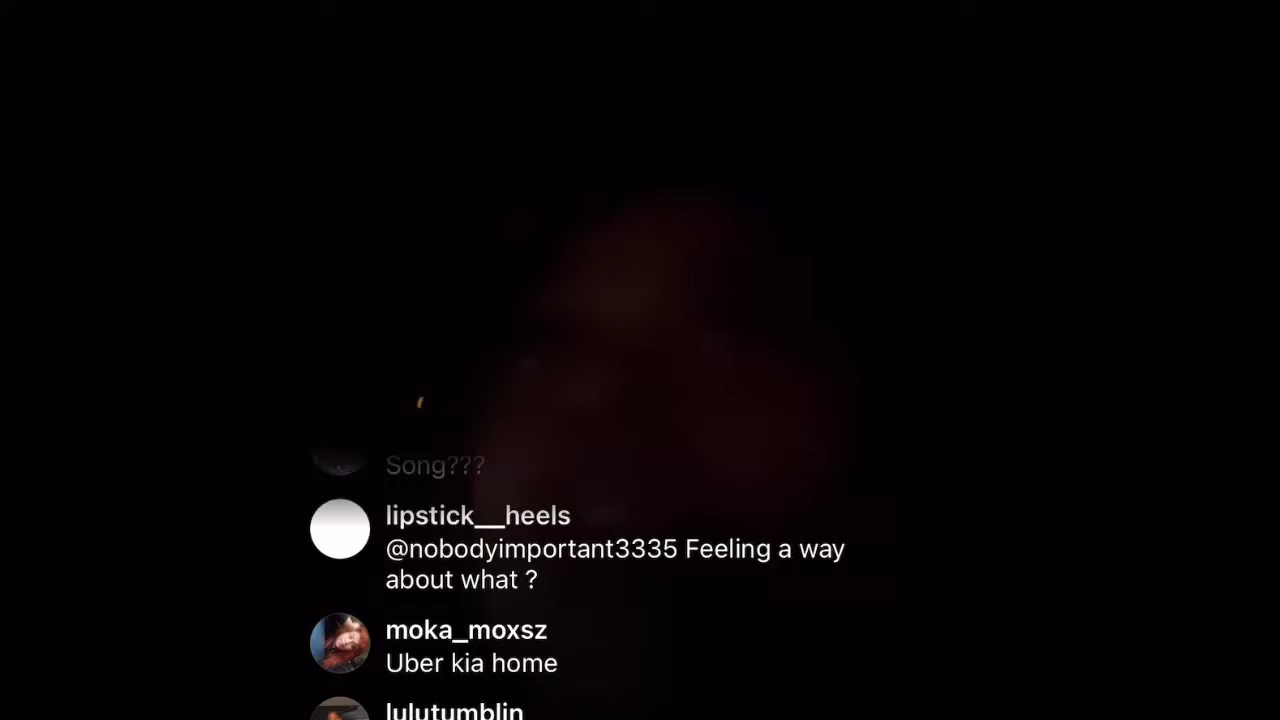 Song???
lipstick__heels
@nobodyimportant3335 Feeling a way
about what ?
moka_moxsz
Uber kia home
lulutumblin